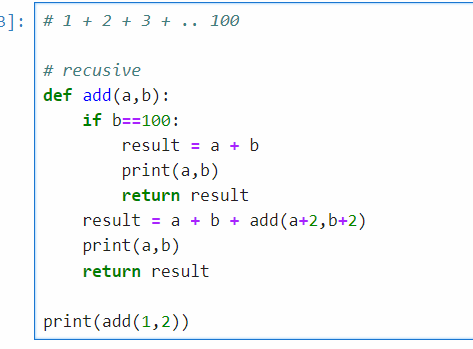 3]:
# 1 + 2 + 3 + .. 100
# recusive
def add(a,b):
    if b==100:
        result = a + b
        print(a,b)
        return result
    result = a + b + add(a+2,b+2)
    print(a,b)
    return result
print(add(1,2))